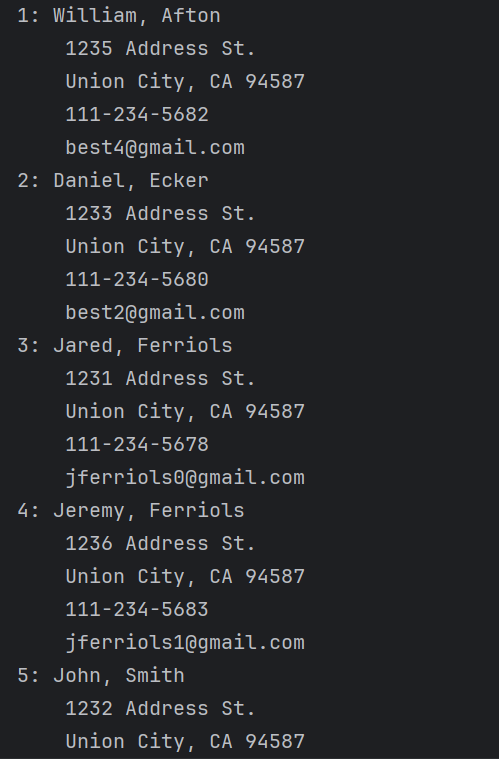 1: William, Afton
1235 Address St.
Union City, CA 94587
111-234-5682
best4@gmail.com
2: Daniel, Ecker
1233 Address St.
Union City, CA 94587
111-234-5680
best2@gmail.com
3: Jared, Ferriols
1231 Address St.
Union City, CA 94587
111-234-5678
jferriols0@gmail.com
4: Jeremy, Ferriols
1236 Address St.
Union City, CA 94587
111-234-5683
jferriols1@gmail.com
5: John, Smith
1232 Address St.
Union City, CA 94587